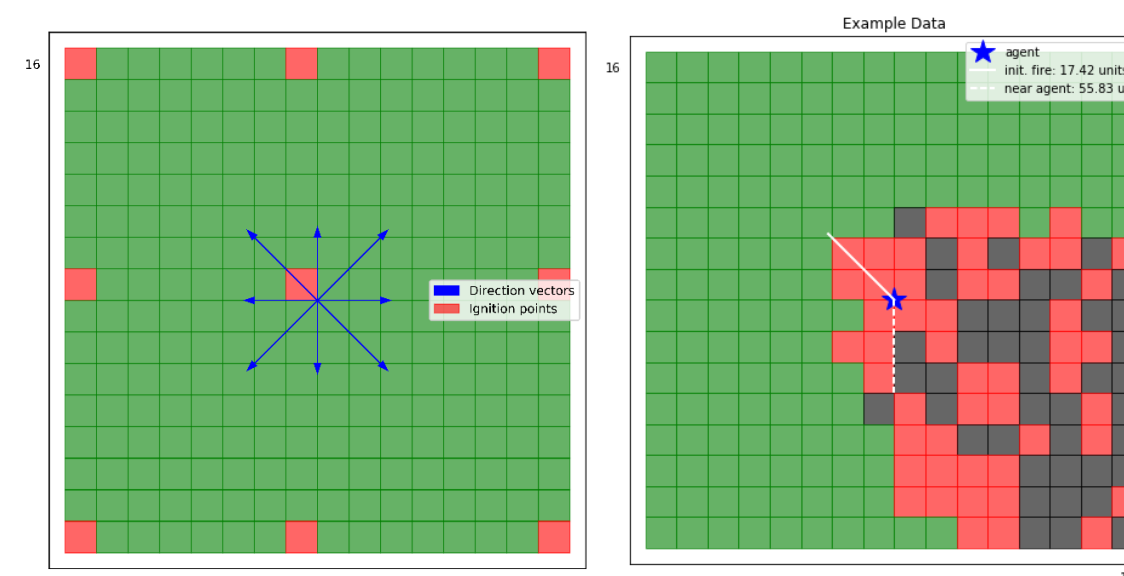 16
Direction vectors
Ignition points
Example Data
16
agent
init. fire: 17.42 units
near agent: 55.83 u